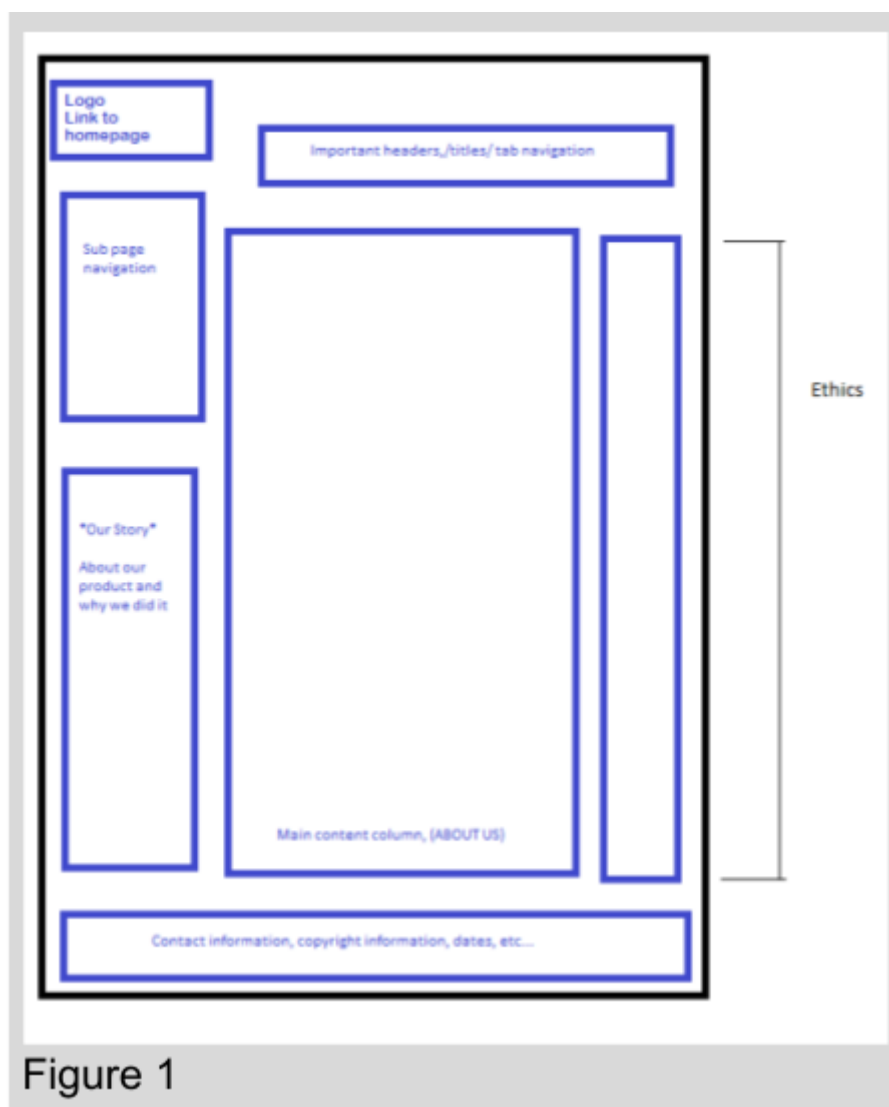 Logo
Link to
homepage
Important headers,/titles/ tab navigation
Sub page
navigation
Ethics
*Our Story*
About our
product and
why we did it
Main content column, (ABOUT US)
Contact information, copyright information, dates, etc...
Figure 1